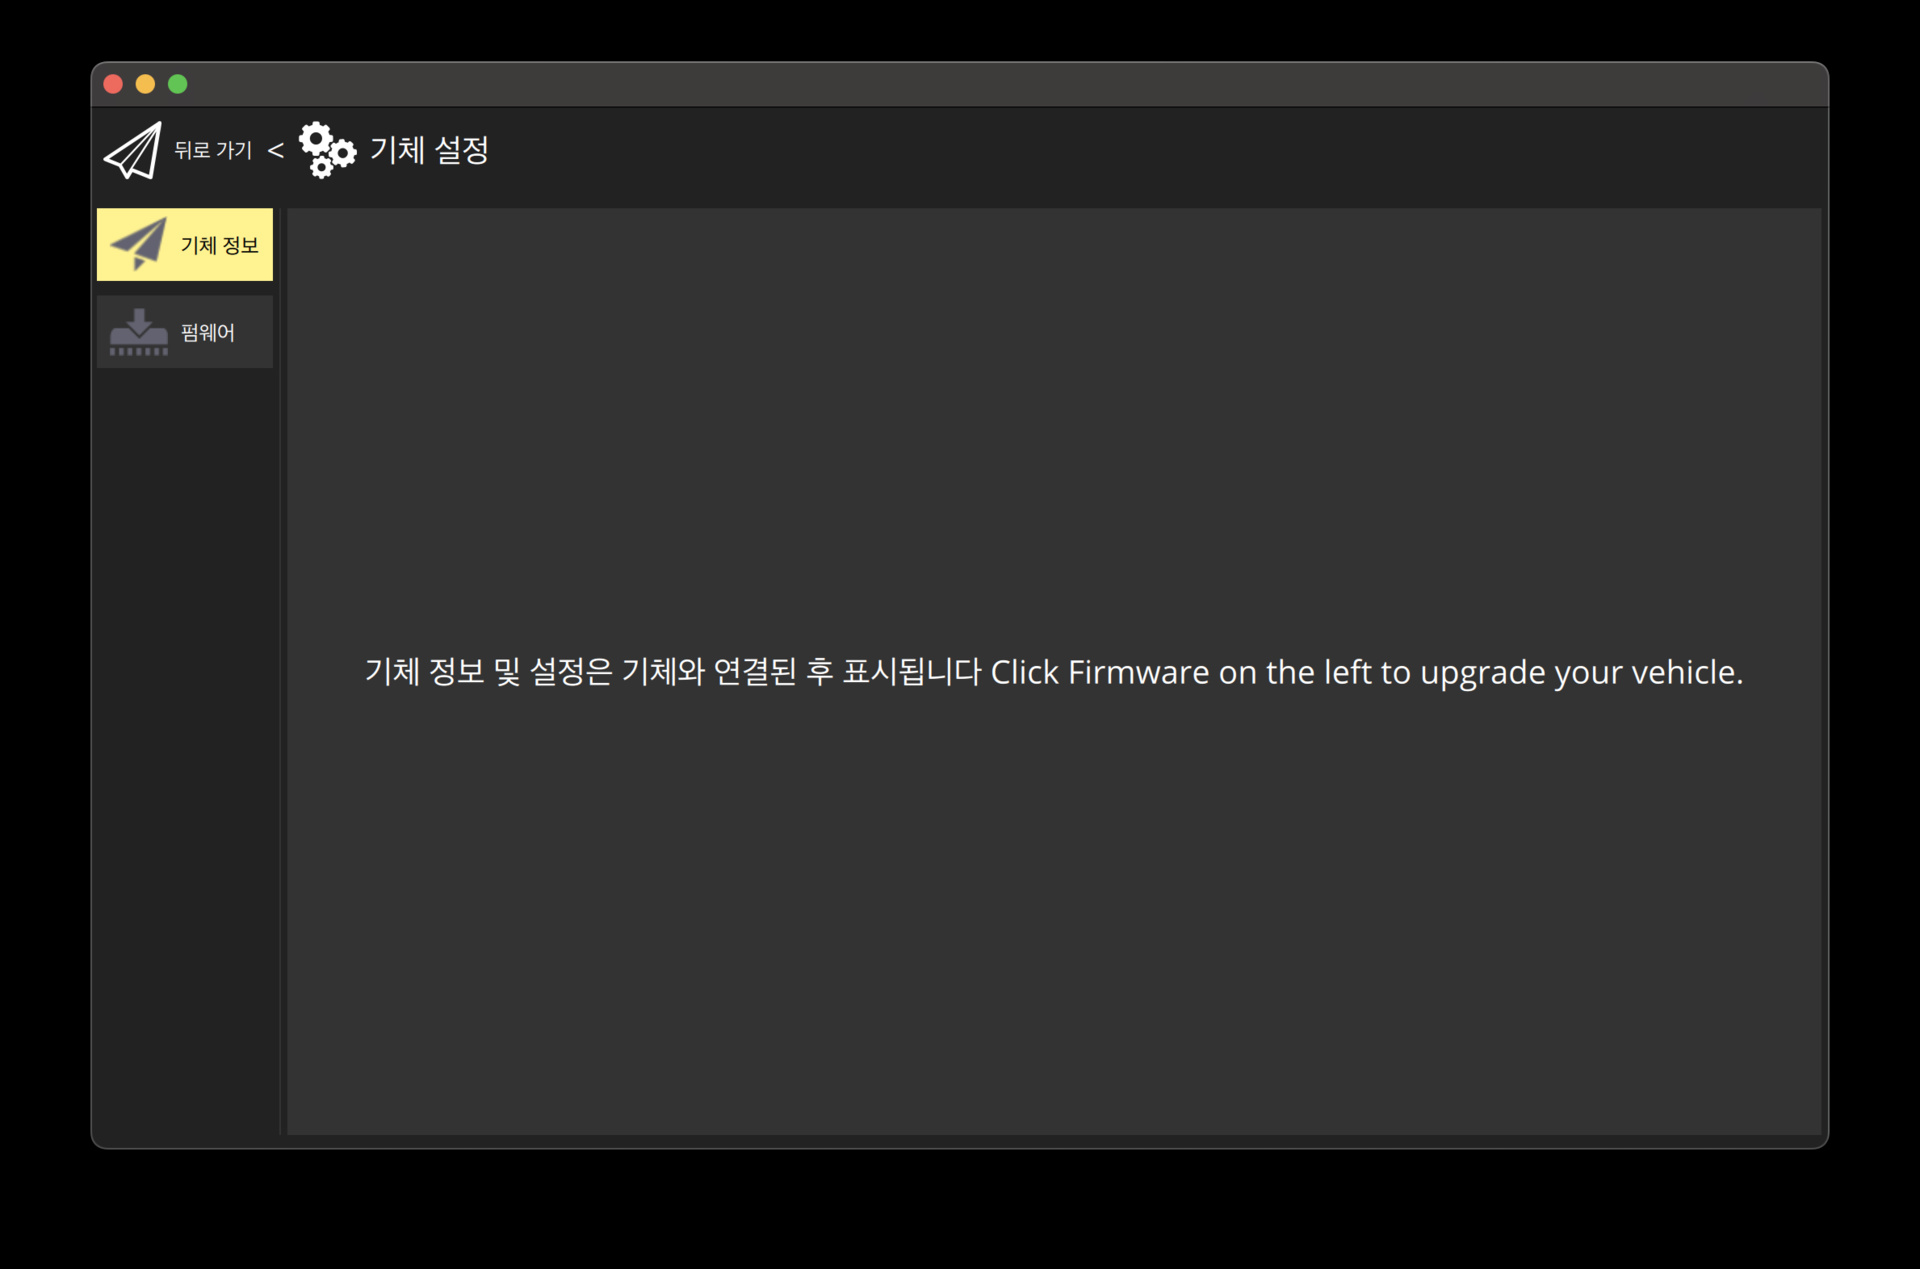 뒤로 가기 < 기체 설정
기체 정보
펌웨어
기체 정보 및 설정은 기체와 연결된 후 표시됩니다 Click Firmware on the left to upgrade your vehicle.